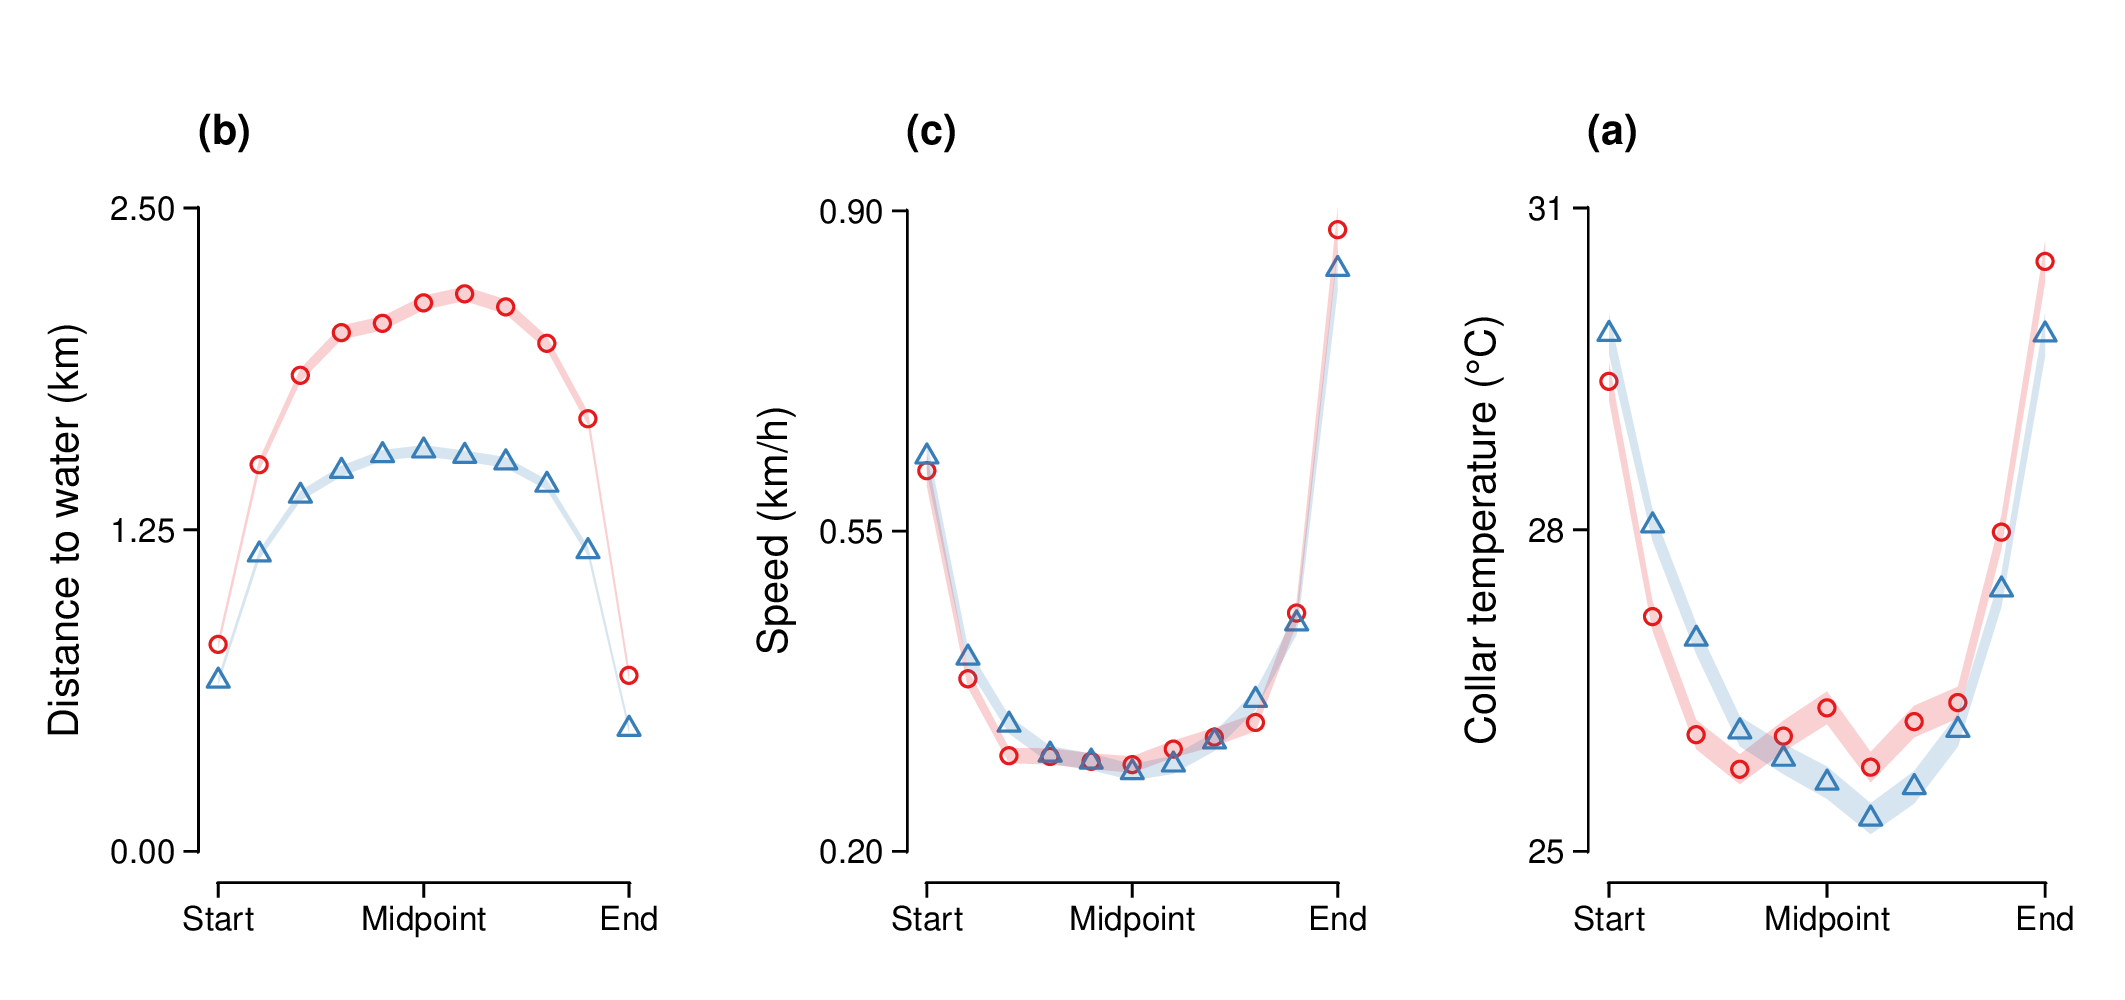 (b)
Distance to water (km)
2.50
1.25
0.00
Start Midpoint End
(c)
Speed (km/h)
0.90
0.55
0.20
Start Midpoint End
(a)
Collar temperature (°C)
31
28
25
Start Midpoint End